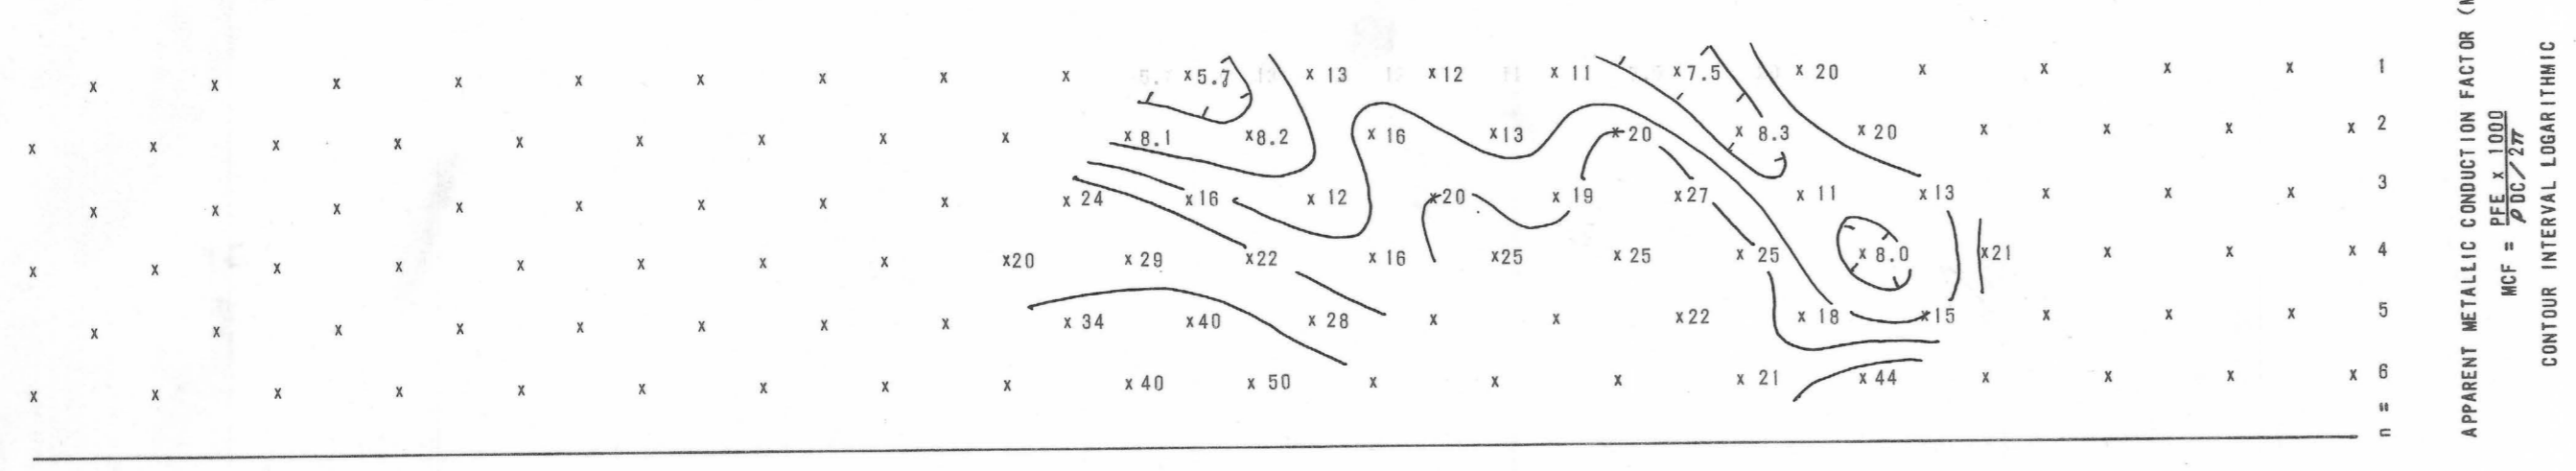 x x x x x x x x x x 5.7 x 13 x 12 x 11 x 7.5 x 20 x x x x 1
x x x x x x x x x x 8.1 x 8.2 x 16 x 13 x 20 x 8.3 x 20 x x x x 2
x x x x x x x x x 24 x 16 x 12 x 20 x 19 x 27 x 11 x 13 x x x 3
x x x x x x x x x 20 x 29 x 22 x 16 x 25 x 25 x 25 x 8.0 x 21 x x x 4
x x x x x x x x x 34 x 40 x 28 x x x 22 x 18 x 15 x x x 5
x x x x x x x x x x 40 x 50 x x x x 21 x 44 x x x x 6
n =
APPARENT METALLIC CONDUCTION FACTOR (M
MCF = PFE x 1000
ρDC/2π
CONTOUR INTERVAL LOGARITHMIC